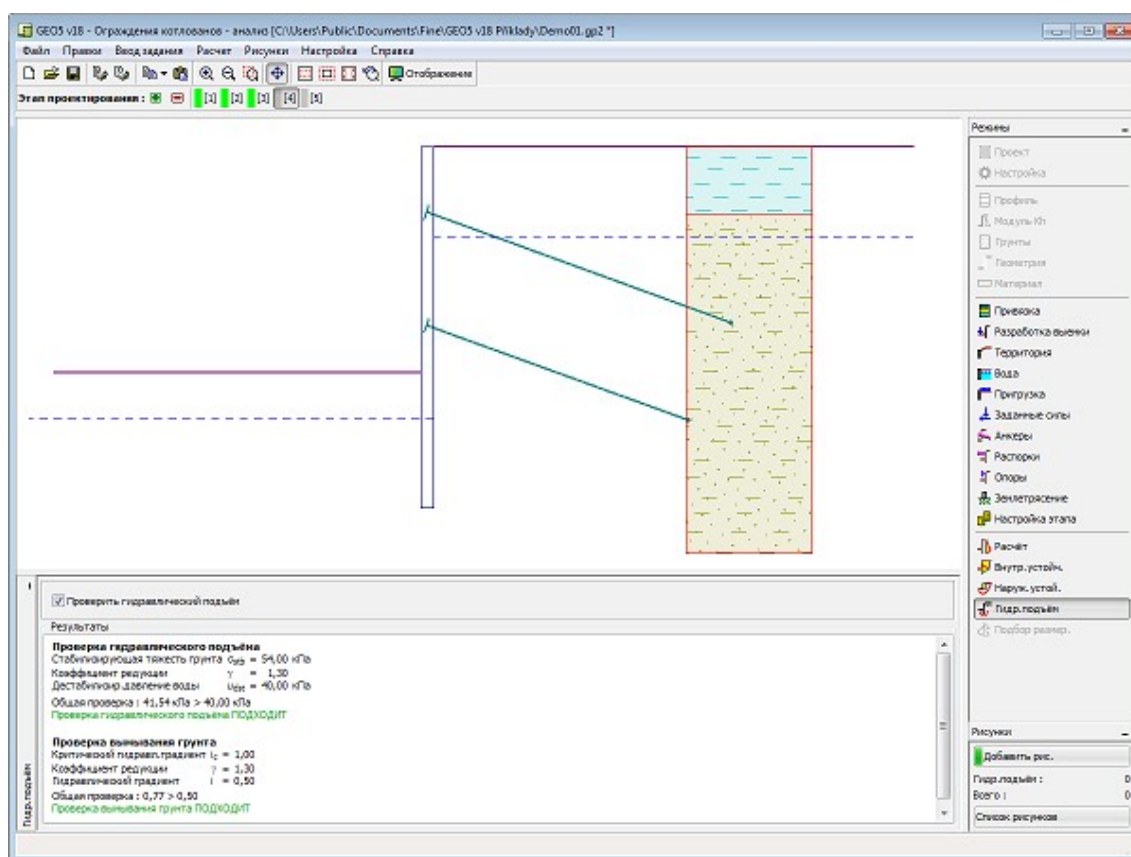 GEO5 v18 - Ограждения котлованов - анализ [C:\Users\Public\Documents\Fine\GEO5 v18 Příklady\Demo01.gp2 *]
Файл Правки Ввод задания Расчет Рисунки Настройка Справка
Отображение
Этап проектирования : [1] [2] [3] [4] [5]
Режимы
Проект
Настройка
Профиль
Модуль Kh
Грунты
Геометрия
Материал
Привязка
Разработка выемки
Территория
Вода
Пригрузка
Заданные силы
Анкеры
Распорки
Опоры
Землетрясение
Настройка этапа
Расчёт
Внутр.устойч.
Наруж.устой.
Гидр.подъём
Подбор размер.
Гидр.подъём
Проверить гидравлический подъём
Результаты
Проверка гидравлического подъёма
Стабилизирующая тяжесть грунта σstb = 54,00 кПа
Коэффициент редукции γ = 1,30
Дестабилизир.давление воды udst = 40,00 кПа
Общая проверка : 41,54 кПа > 40,00 кПа
Проверка гидравлического подъёма ПОДХОДИТ
Проверка вымывания грунта
Критический гидравл.градиент ic = 1,00
Коэффициент редукции γ = 1,30
Гидравлический градиент i = 0,50
Общая проверка : 0,77 > 0,50
Проверка вымывания грунта ПОДХОДИТ
Рисунки
Добавить рис.
Гидр.подъём : 0
Всего : 0
Список рисунков